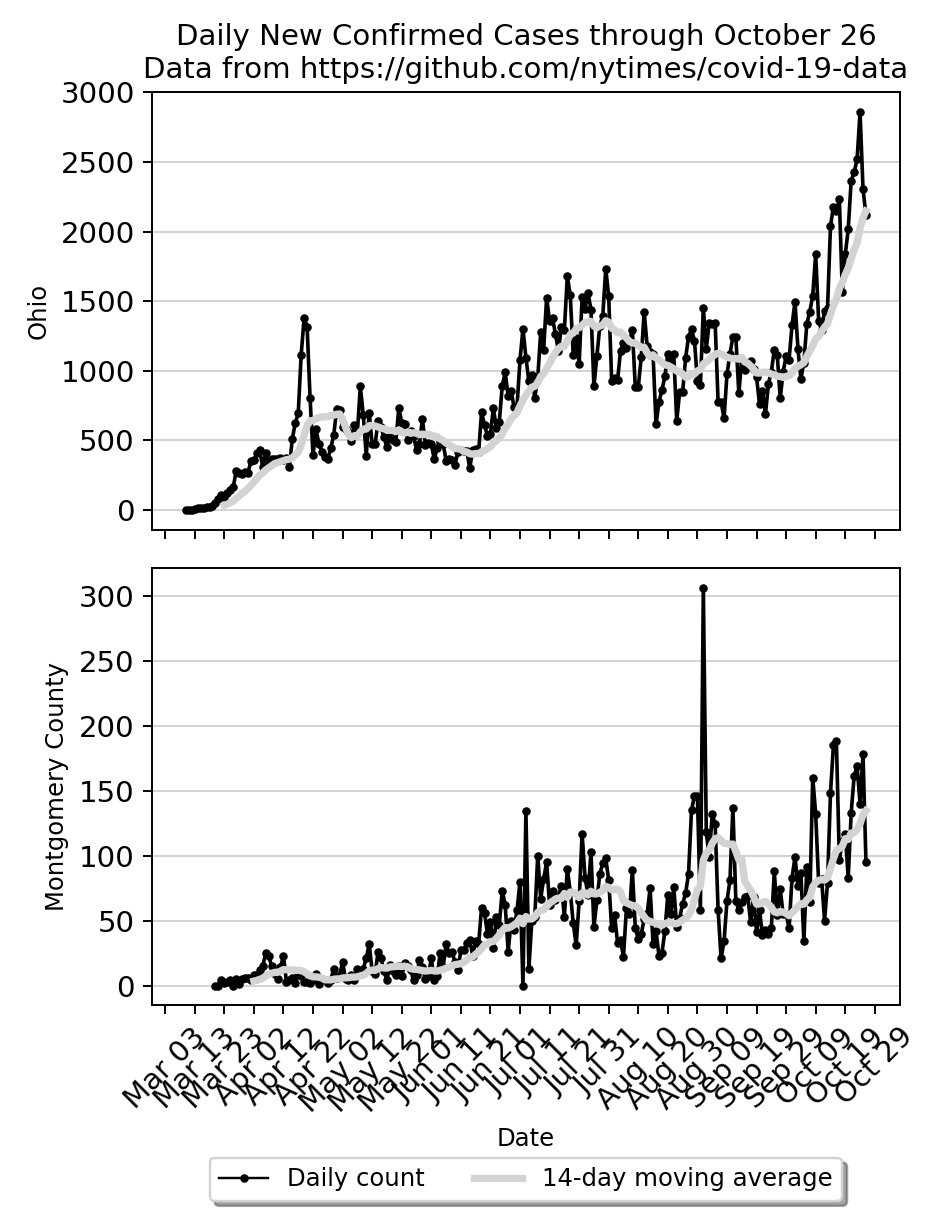 Daily New Confirmed Cases through October 26
Data from https://github.com/nytimes/covid-19-data
3000
2500
2000
1500
1000
500
0
Ohio
300
250
200
150
100
50
0
Montgomery County
Mar 03
Mar 13
Mar 23
Apr 02
Apr 12
Apr 22
May 02
May 12
May 22
Jun 01
Jun 11
Jun 21
Jul 01
Jul 11
Jul 21
Jul 31
Aug 10
Aug 20
Aug 30
Sep 09
Sep 19
Sep 29
Oct 09
Oct 19
Oct 29
Date
Daily count
14-day moving average